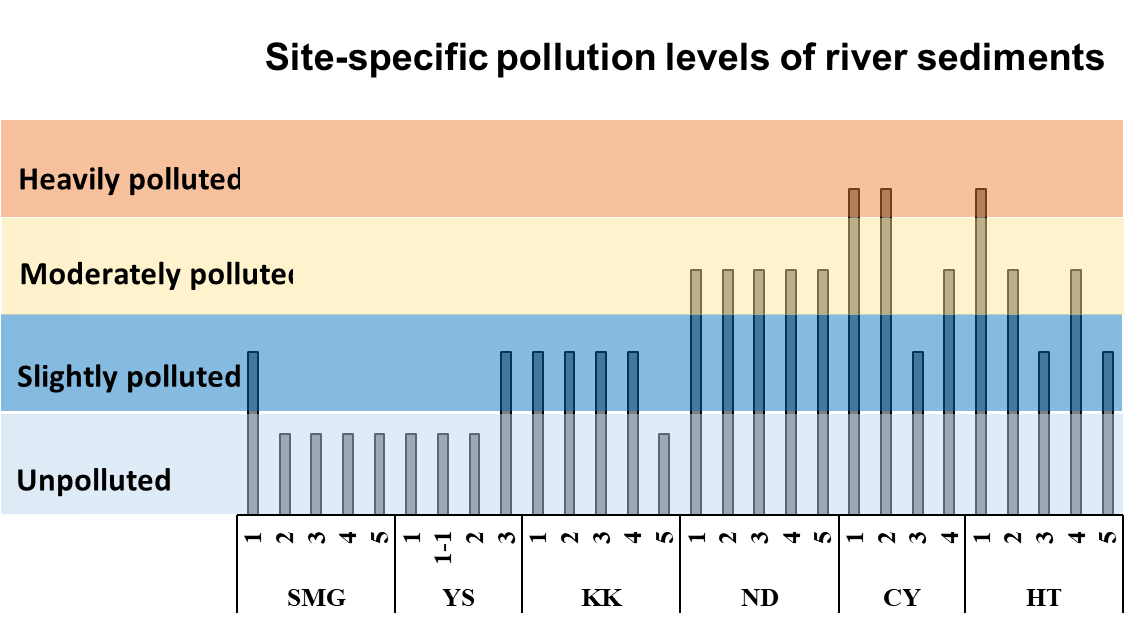 Site-specific pollution levels of river sediments
Heavily polluted
Moderately pollute
Slightly polluted
Unpolluted
1 2 3 4 5 1 1-1 2 3 1 2 3 4 5 1 2 3 4 5 1 2 3 4 1 2 3 4 5
SMG YS KK ND CY HT